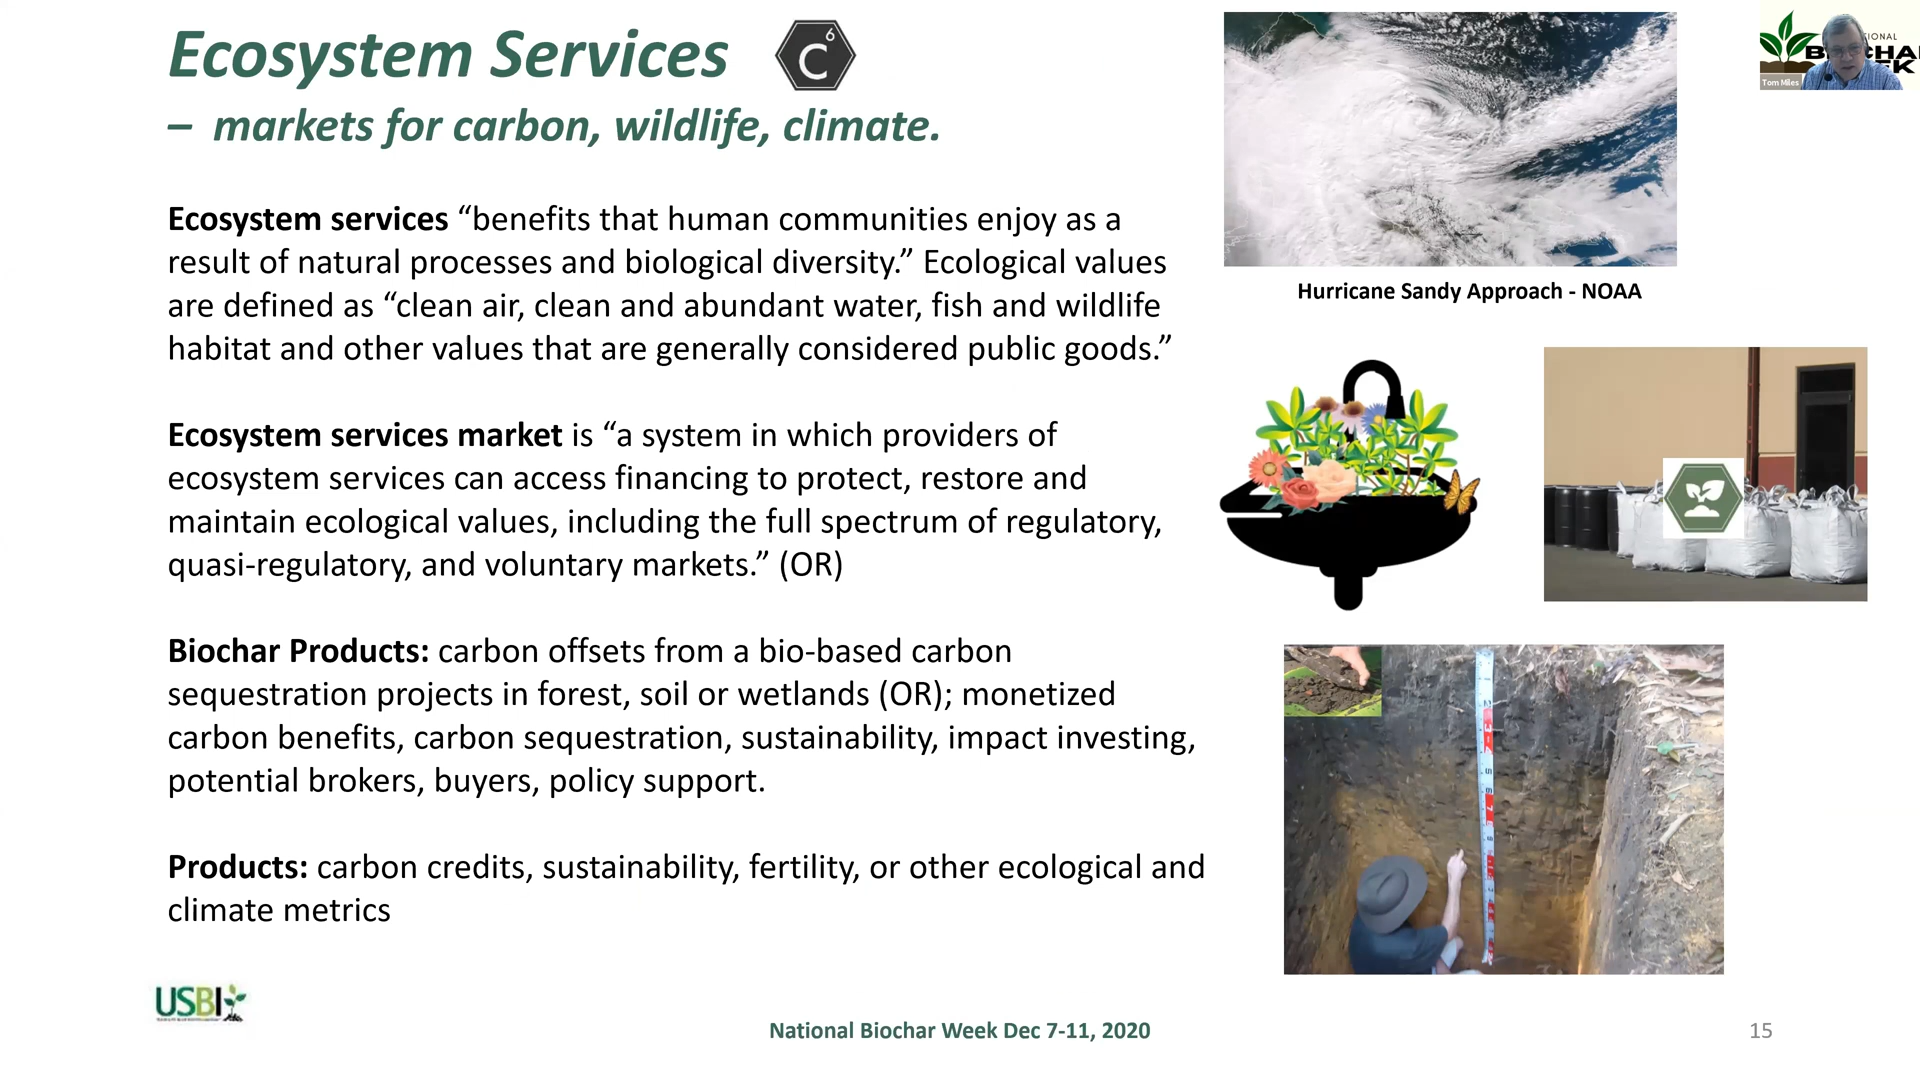 Ecosystem Services
C 6
– markets for carbon, wildlife, climate.
Ecosystem services “benefits that human communities enjoy as a
result of natural processes and biological diversity.” Ecological values
are defined as “clean air, clean and abundant water, fish and wildlife
habitat and other values that are generally considered public goods.”
Ecosystem services market is “a system in which providers of
ecosystem services can access financing to protect, restore and
maintain ecological values, including the full spectrum of regulatory,
quasi-regulatory, and voluntary markets.” (OR)
Biochar Products: carbon offsets from a bio-based carbon
sequestration projects in forest, soil or wetlands (OR); monetized
carbon benefits, carbon sequestration, sustainability, impact investing,
potential brokers, buyers, policy support.
Products: carbon credits, sustainability, fertility, or other ecological and
climate metrics
Hurricane Sandy Approach - NOAA
Tom Miles
USBI
National Biochar Week Dec 7-11, 2020
15